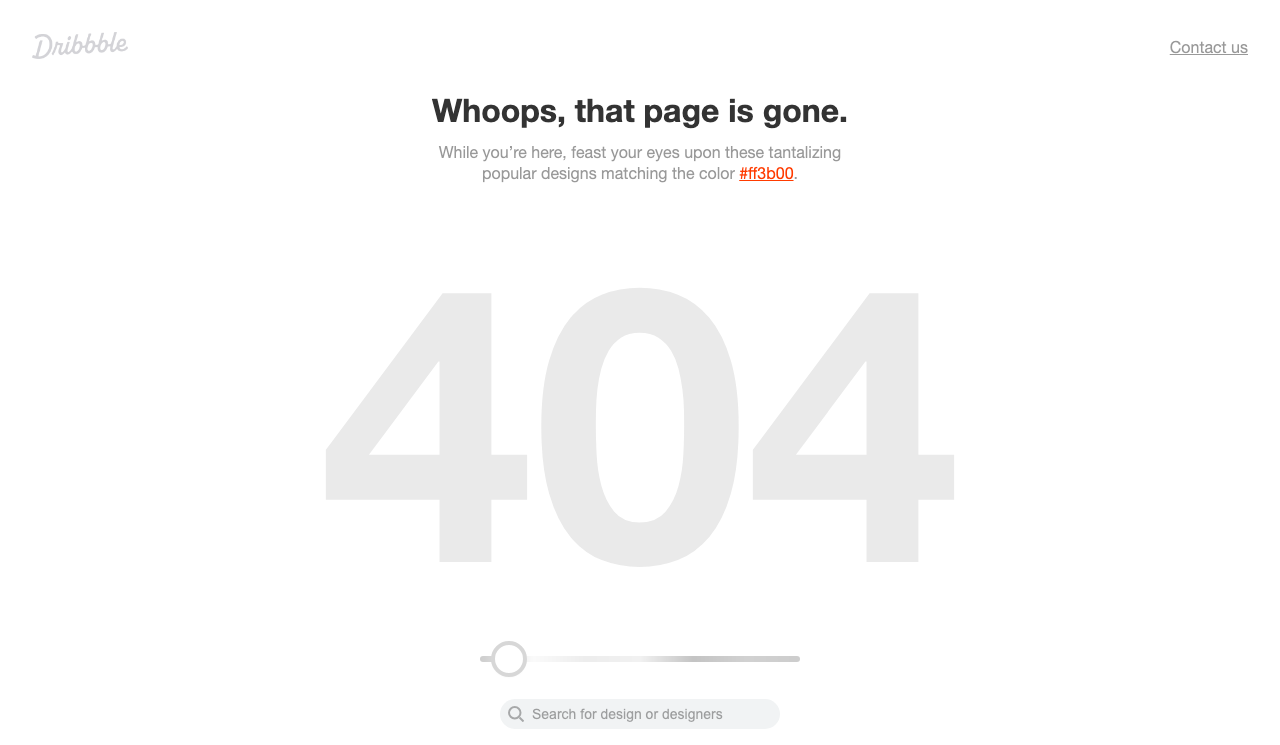 Dribbble
Contact us
Whoops, that page is gone.
While you’re here, feast your eyes upon these tantalizing
popular designs matching the color #ff3b00.
404
Search for design or designers